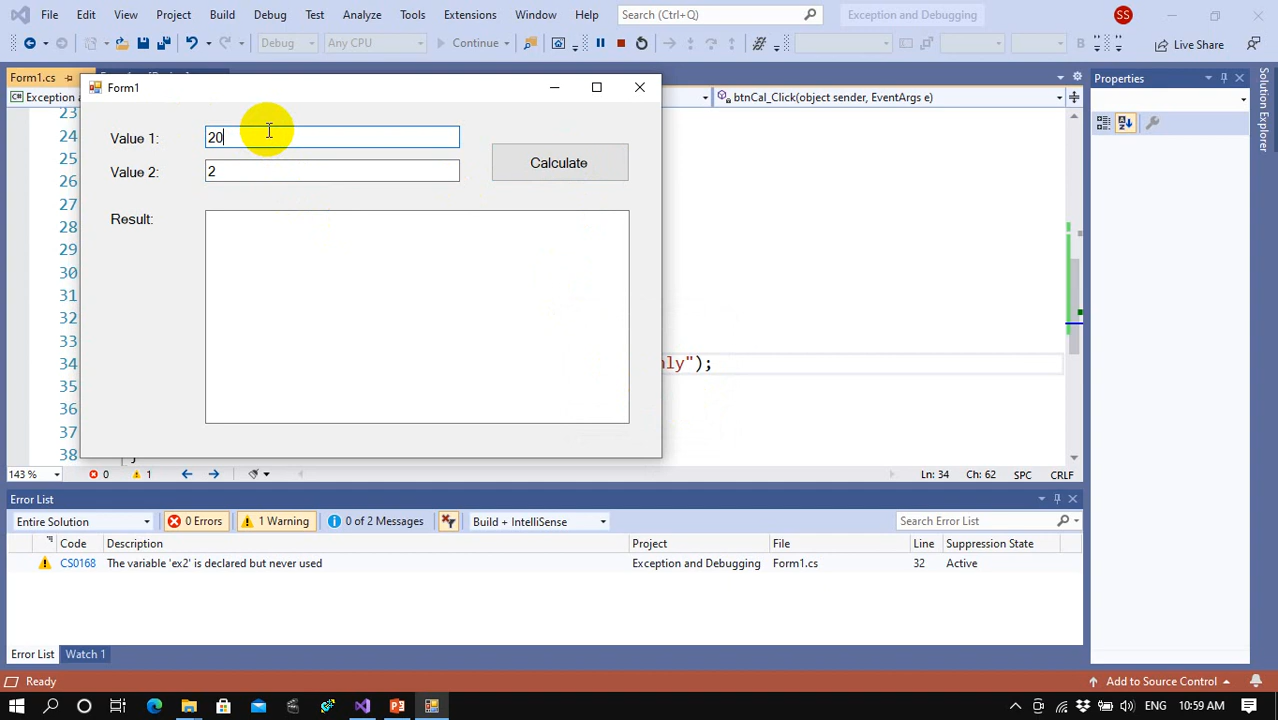 File Edit View Project Build Debug Test Analyze Tools Extensions Window Help Search (Ctrl+Q) Exception and Debugging SS
Debug Any CPU Continue Live Share
Form1.cs
Exception a btnCal_Click(object sender, EventArgs e)
Properties
Solution Explorer
Form1
Value 1: 20
Value 2: 2
Calculate
Result:
23
24
25
26
27
28
29
30
31
32
33
34 nly");
35
36
37
38
143 % 0 1 Ln: 34 Ch: 62 SPC CRLF
Error List
Entire Solution 0 Errors 1 Warning 0 of 2 Messages Build + IntelliSense Search Error List
Code Description Project File Line Suppression State
CS0168 The variable 'ex2' is declared but never used Exception and Debugging Form1.cs 32 Active
Error List Watch 1
Ready Add to Source Control
ENG 10:59 AM